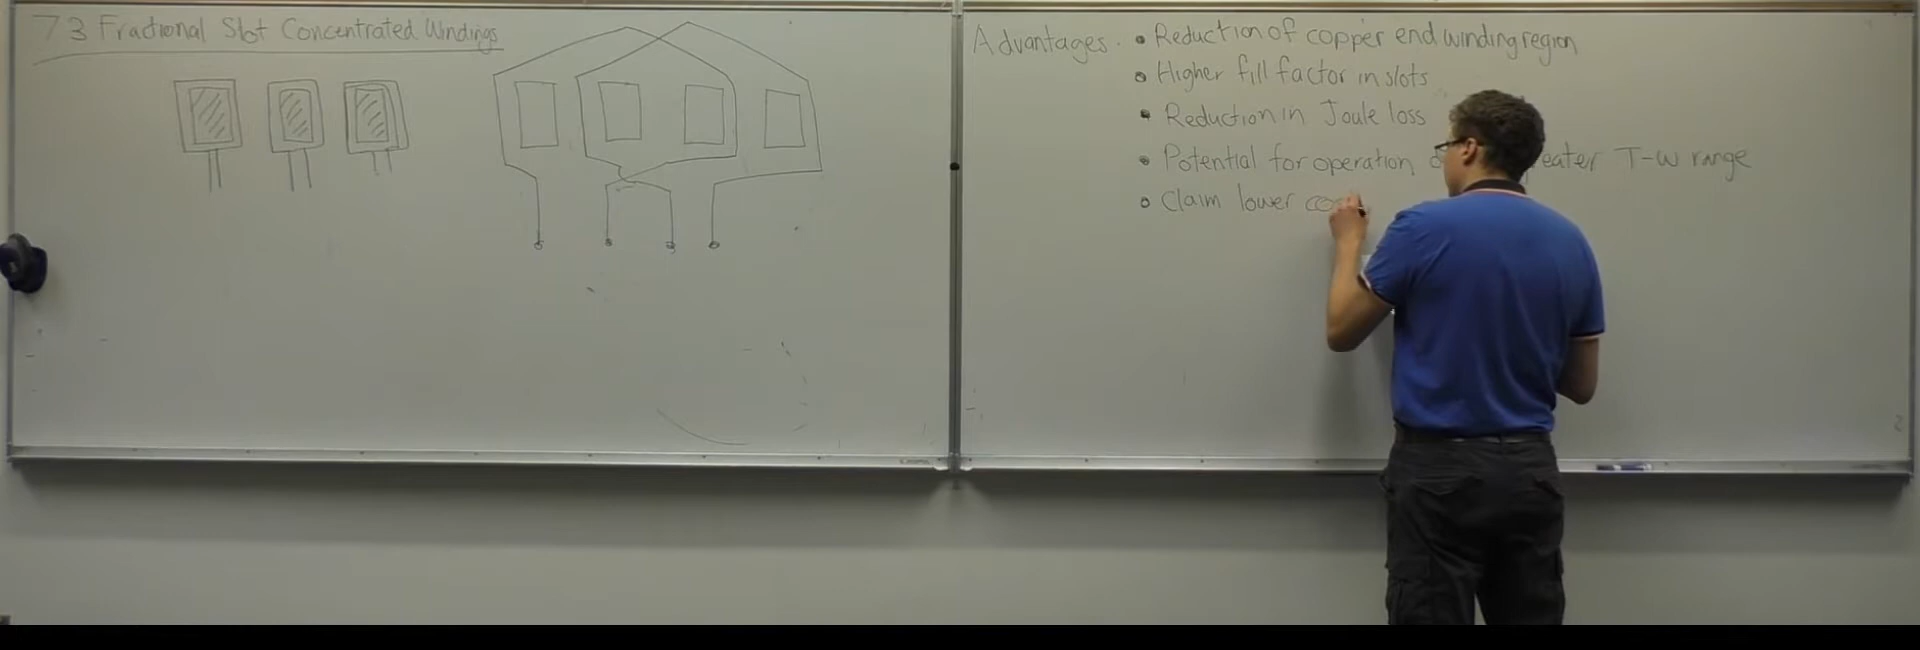 7.3 Fractional Slot Concentrated Windings
Advantages. • Reduction of copper end winding region
• Higher fill factor in slots
• Reduction in Joule loss
• Potential for operation eater T-w range
• Claim lower cos